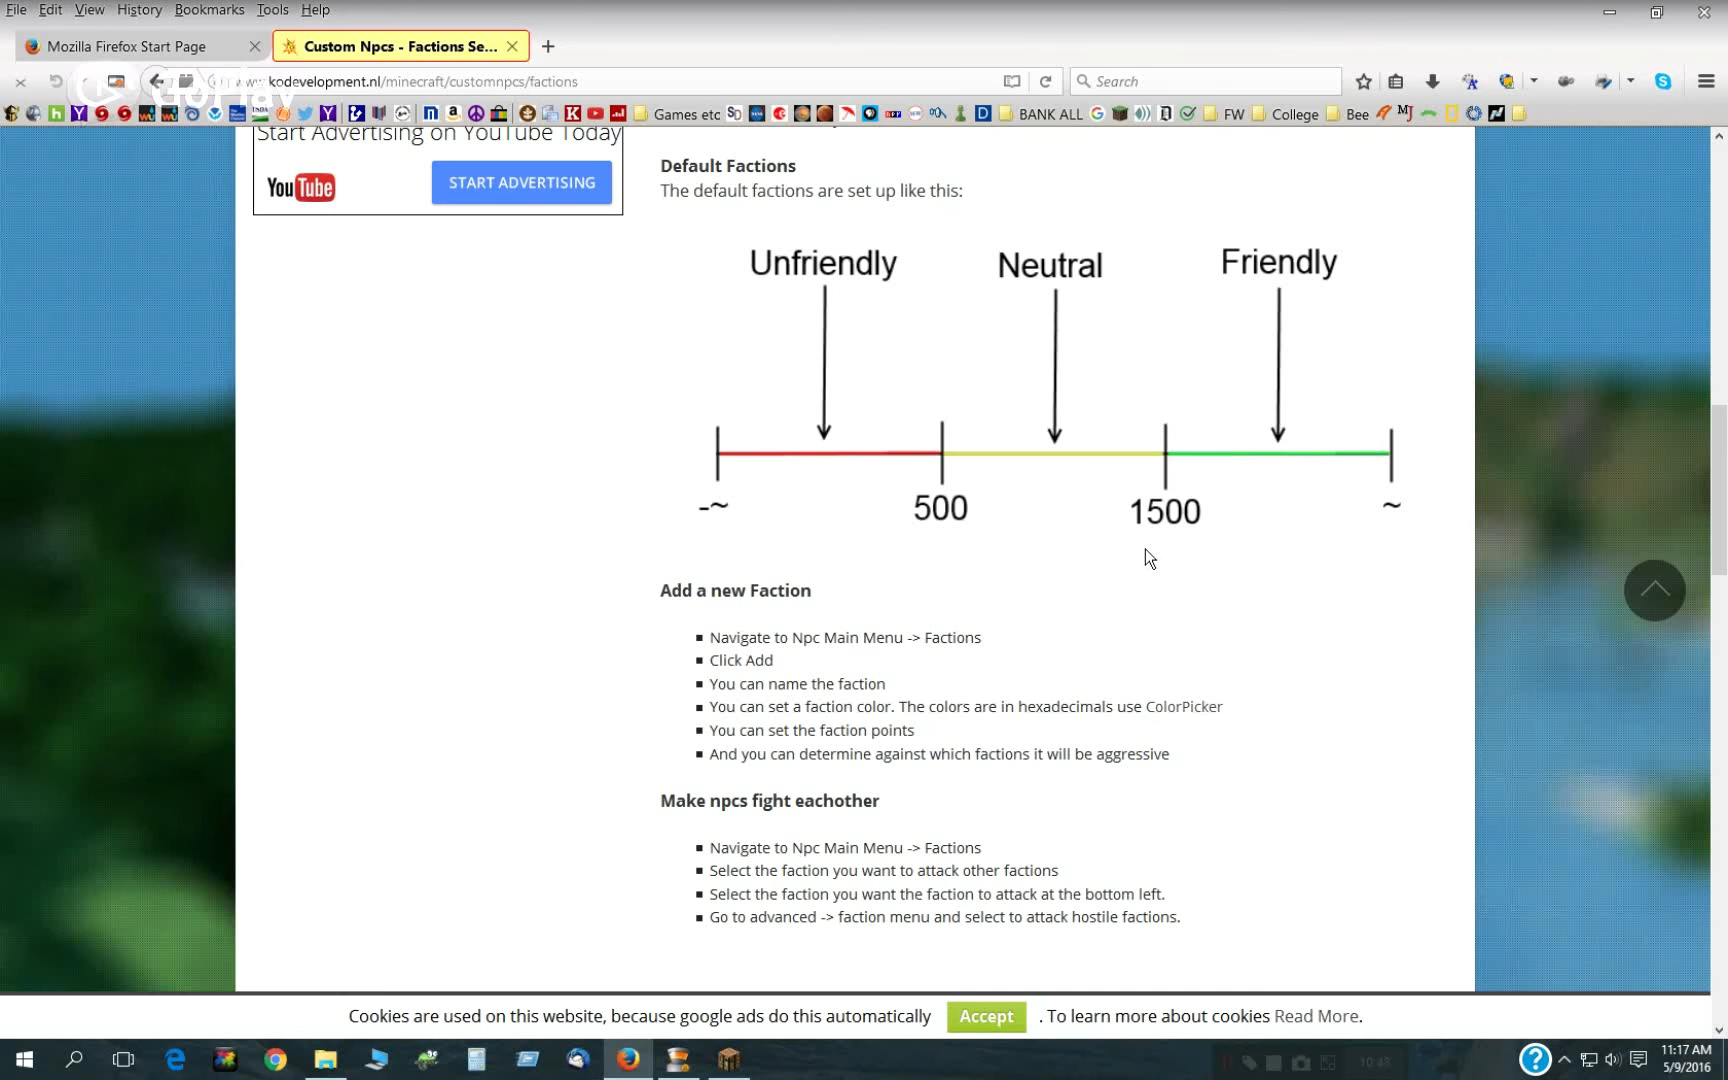 File Edit View History Bookmarks Tools Help
Mozilla Firefox Start Page
Custom Npcs - Factions Se...
kodevelopment.nl/minecraft/customnpcs/factions
Search
Games etc
BANK ALL
FW
College
Bee
Start Advertising on YouTube Today
YouTube
START ADVERTISING
Default Factions
The default factions are set up like this:
Unfriendly
Neutral
Friendly
-~
500
1500
~
Add a new Faction
Navigate to Npc Main Menu -> Factions
Click Add
You can name the faction
You can set a faction color. The colors are in hexadecimals use ColorPicker
You can set the faction points
And you can determine against which factions it will be aggressive
Make npcs fight eachother
Navigate to Npc Main Menu -> Factions
Select the faction you want to attack other factions
Select the faction you want the faction to attack at the bottom left.
Go to advanced -> faction menu and select to attack hostile factions.
Cookies are used on this website, because google ads do this automatically
Accept
. To learn more about cookies Read More.
10:48
11:17 AM
5/9/2016